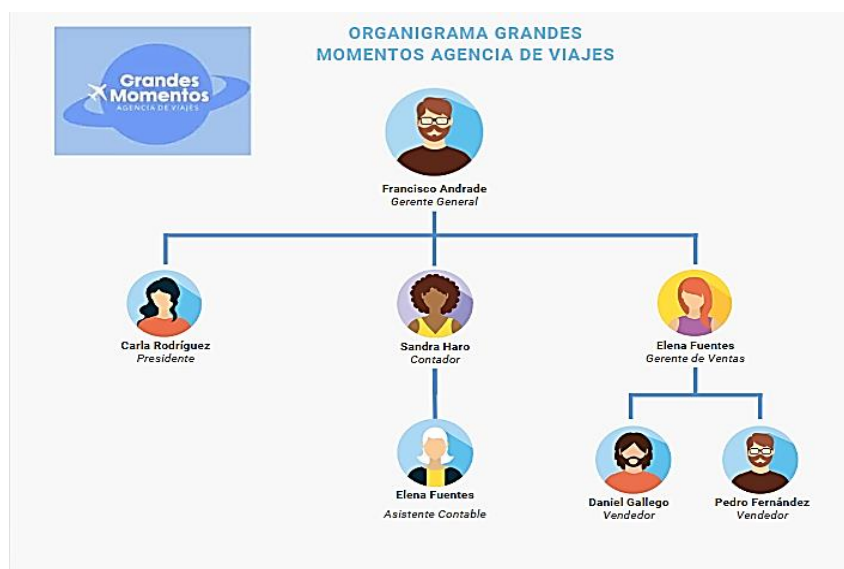 ORGANIGRAMA GRANDES
MOMENTOS AGENCIA DE VIAJES
Grandes
Momentos
AGENCIA DE VIAJES
Francisco Andrade
Gerente General
Carla Rodríguez
Presidente
Sandra Haro
Contador
Elena Fuentes
Gerente de Ventas
Elena Fuentes
Asistente Contable
Daniel Gallego
Vendedor
Pedro Fernández
Vendedor